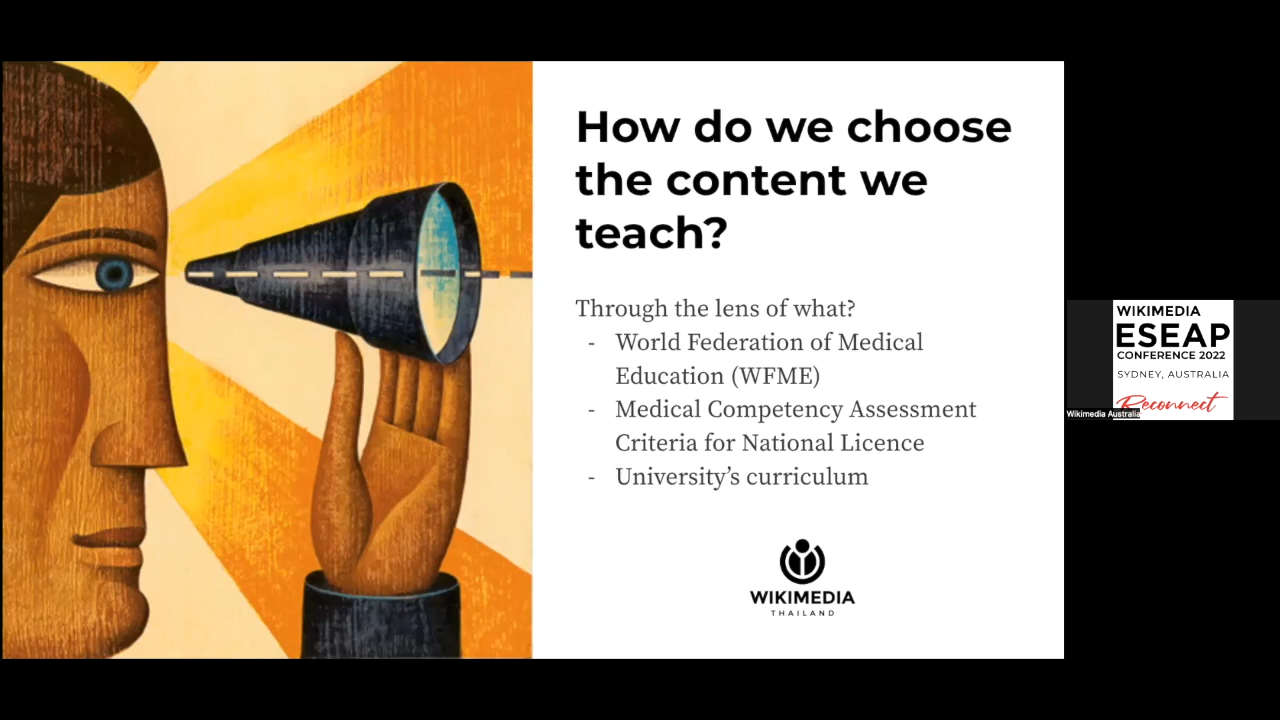 How do we choose
the content we
teach?
Through the lens of what?
- World Federation of Medical
Education (WFME)
- Medical Competency Assessment
Criteria for National Licence
- University’s curriculum
WIKIMEDIA
THAILAND
WIKIMEDIA
ESEAP
CONFERENCE 2022
SYDNEY, AUSTRALIA
Reconnect
Wikimedia Australia